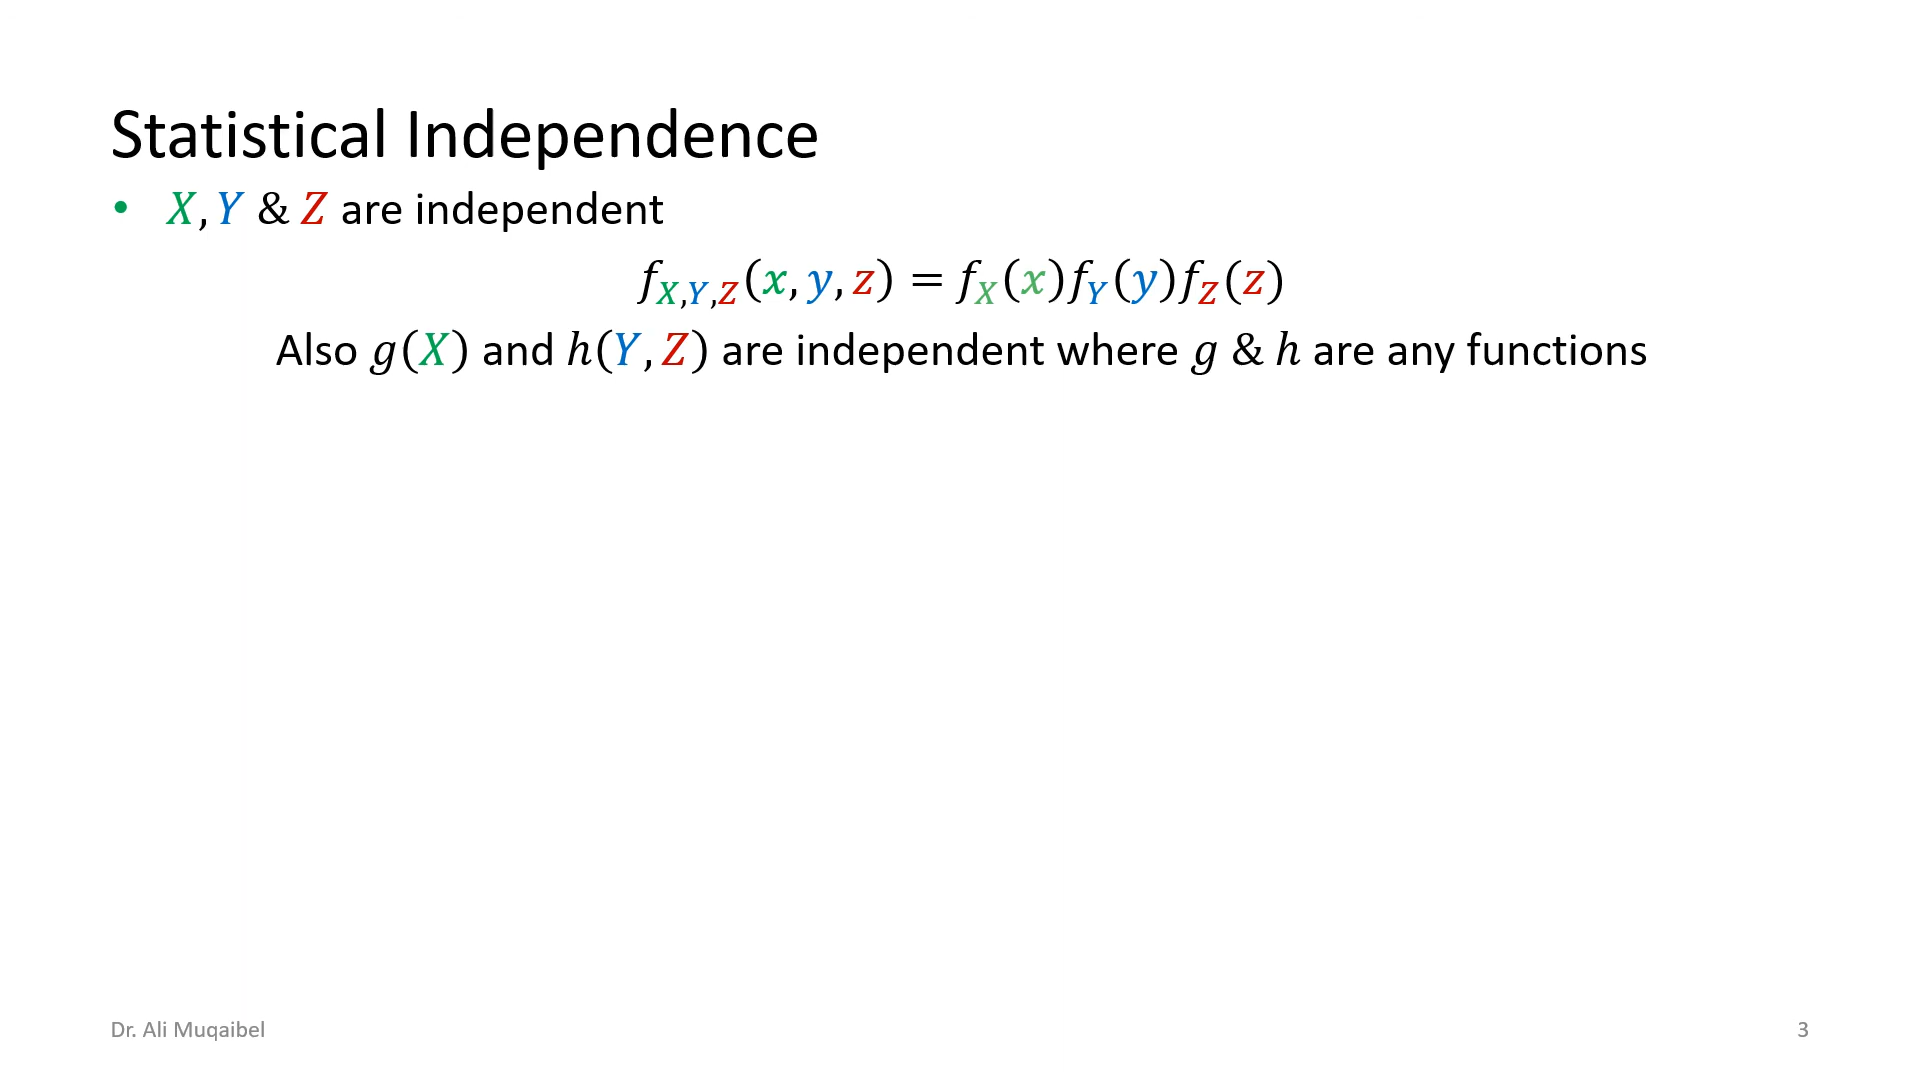 Statistical Independence
• X, Y & Z are independent
f_{X,Y,Z}(x, y, z) = f_X(x)f_Y(y)f_Z(z)
Also g(X) and h(Y, Z) are independent where g & h are any functions
Dr. Ali Muqaibel
3